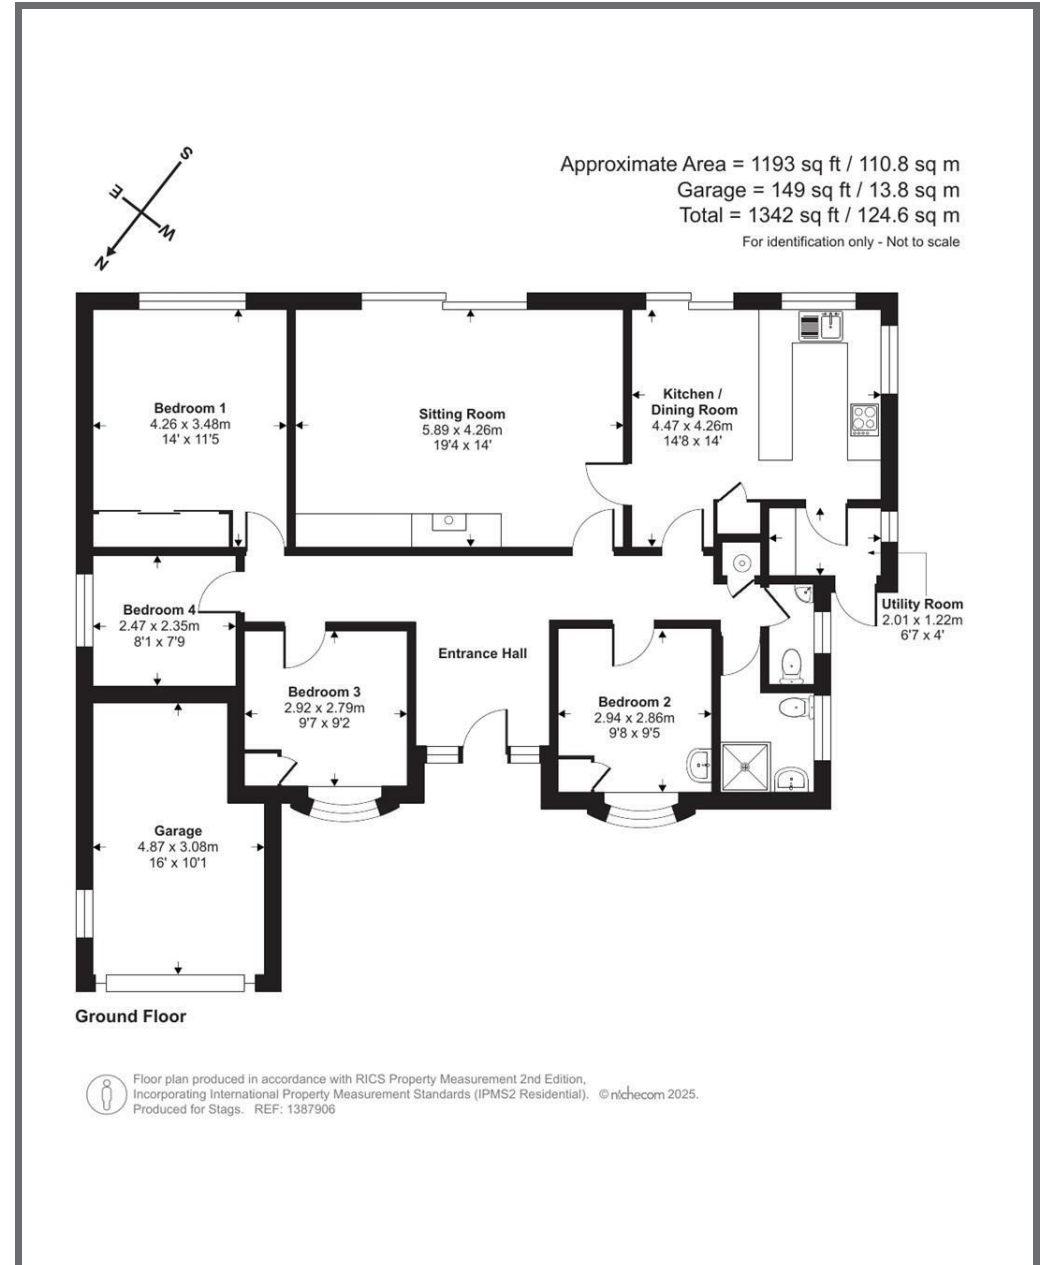 S
E
W
N
Approximate Area = 1193 sq ft / 110.8 sq m
Garage = 149 sq ft / 13.8 sq m
Total = 1342 sq ft / 124.6 sq m
For identification only - Not to scale
Bedroom 1
4.26 x 3.48m
14' x 11'5
Sitting Room
5.89 x 4.26m
19'4 x 14'
Kitchen /
Dining Room
4.47 x 4.26m
14'8 x 14'
Bedroom 4
2.47 x 2.35m
8'1 x 7'9
Utility Room
2.01 x 1.22m
6'7 x 4'
Entrance Hall
Bedroom 3
2.92 x 2.79m
9'7 x 9'2
Bedroom 2
2.94 x 2.86m
9'8 x 9'5
Garage
4.87 x 3.08m
16' x 10'1
Ground Floor
Floor plan produced in accordance with RICS Property Measurement 2nd Edition,
Incorporating International Property Measurement Standards (IPMS2 Residential). © nichecom 2025.
Produced for Stags. REF: 1387906